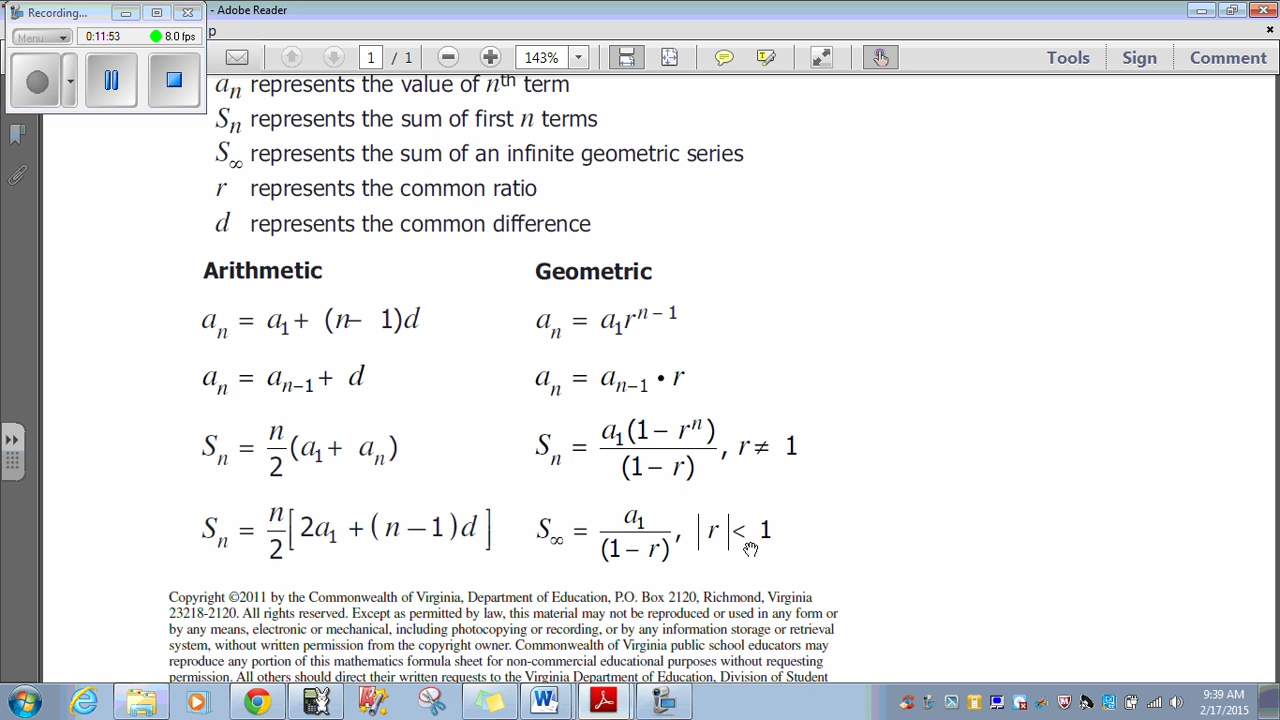 Recording...
- Adobe Reader
Menu
0:11:53
8.0 fps
p
1 / 1
143%
Tools
Sign
Comment
aₙ represents the value of nth term
Sₙ represents the sum of first n terms
S∞ represents the sum of an infinite geometric series
r represents the common ratio
d represents the common difference
Arithmetic
aₙ = a₁ + (n – 1)d
aₙ = aₙ₋₁ + d
Sₙ = n/2(a₁ + aₙ)
Sₙ = n/2[2a₁ + (n – 1)d]
Geometric
aₙ = a₁rⁿ⁻¹
aₙ = aₙ₋₁ • r
Sₙ = a₁(1 – rⁿ)/(1 – r), r ≠ 1
S∞ = a₁/(1 – r), |r| < 1
Copyright ©2011 by the Commonwealth of Virginia, Department of Education, P.O. Box 2120, Richmond, Virginia
23218-2120. All rights reserved. Except as permitted by law, this material may not be reproduced or used in any form or
by any means, electronic or mechanical, including photocopying or recording, or by any information storage or retrieval
system, without written permission from the copyright owner. Commonwealth of Virginia public school educators may
reproduce any portion of this mathematics formula sheet for non-commercial educational purposes without requesting
permission. All others should direct their written requests to the Virginia Department of Education, Division of Student
9:39 AM
2/17/2015